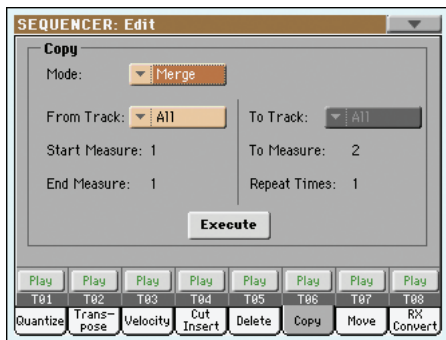 SEQUENCER: Edit
Copy
Mode: Merge
From Track: All To Track: All
Start Measure: 1 To Measure: 2
End Measure: 1 Repeat Times: 1
Execute
Play Play Play Play Play Play Play Play
T01 T02 T03 T04 T05 T06 T07 T08
Quantize Trans- Velocity Cut Delete Copy Move RX
pose Insert Convert